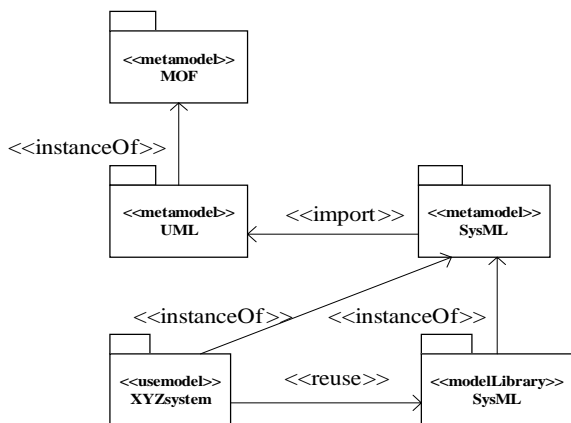 <<metamodel>>
MOF
<<instanceOf>>
<<metamodel>>
UML
<<import>>
<<metamodel>>
SysML
<<instanceOf>>
<<instanceOf>>
<<usemodel>>
XYZsystem
<<reuse>>
<<modelLibrary>>
SysML